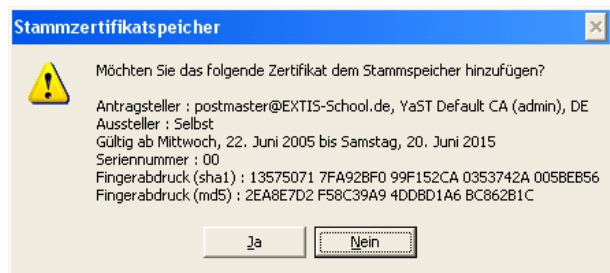 Stammzertifikatspeicher
Möchten Sie das folgende Zertifikat dem Stammspeicher hinzufügen?
Antragsteller : postmaster@EXTIS-School.de, YaST Default CA (admin), DE
Aussteller : Selbst
Gültig ab Mittwoch, 22. Juni 2005 bis Samstag, 20. Juni 2015
Seriennummer : 00
Fingerabdruck (sha1) : 13575071 7FA92BF0 99F152CA 0353742A 005BEB56
Fingerabdruck (md5) : 2EA8E7D2 F58C39A9 4DDBD1A6 BC862B1C
Ja
Nein